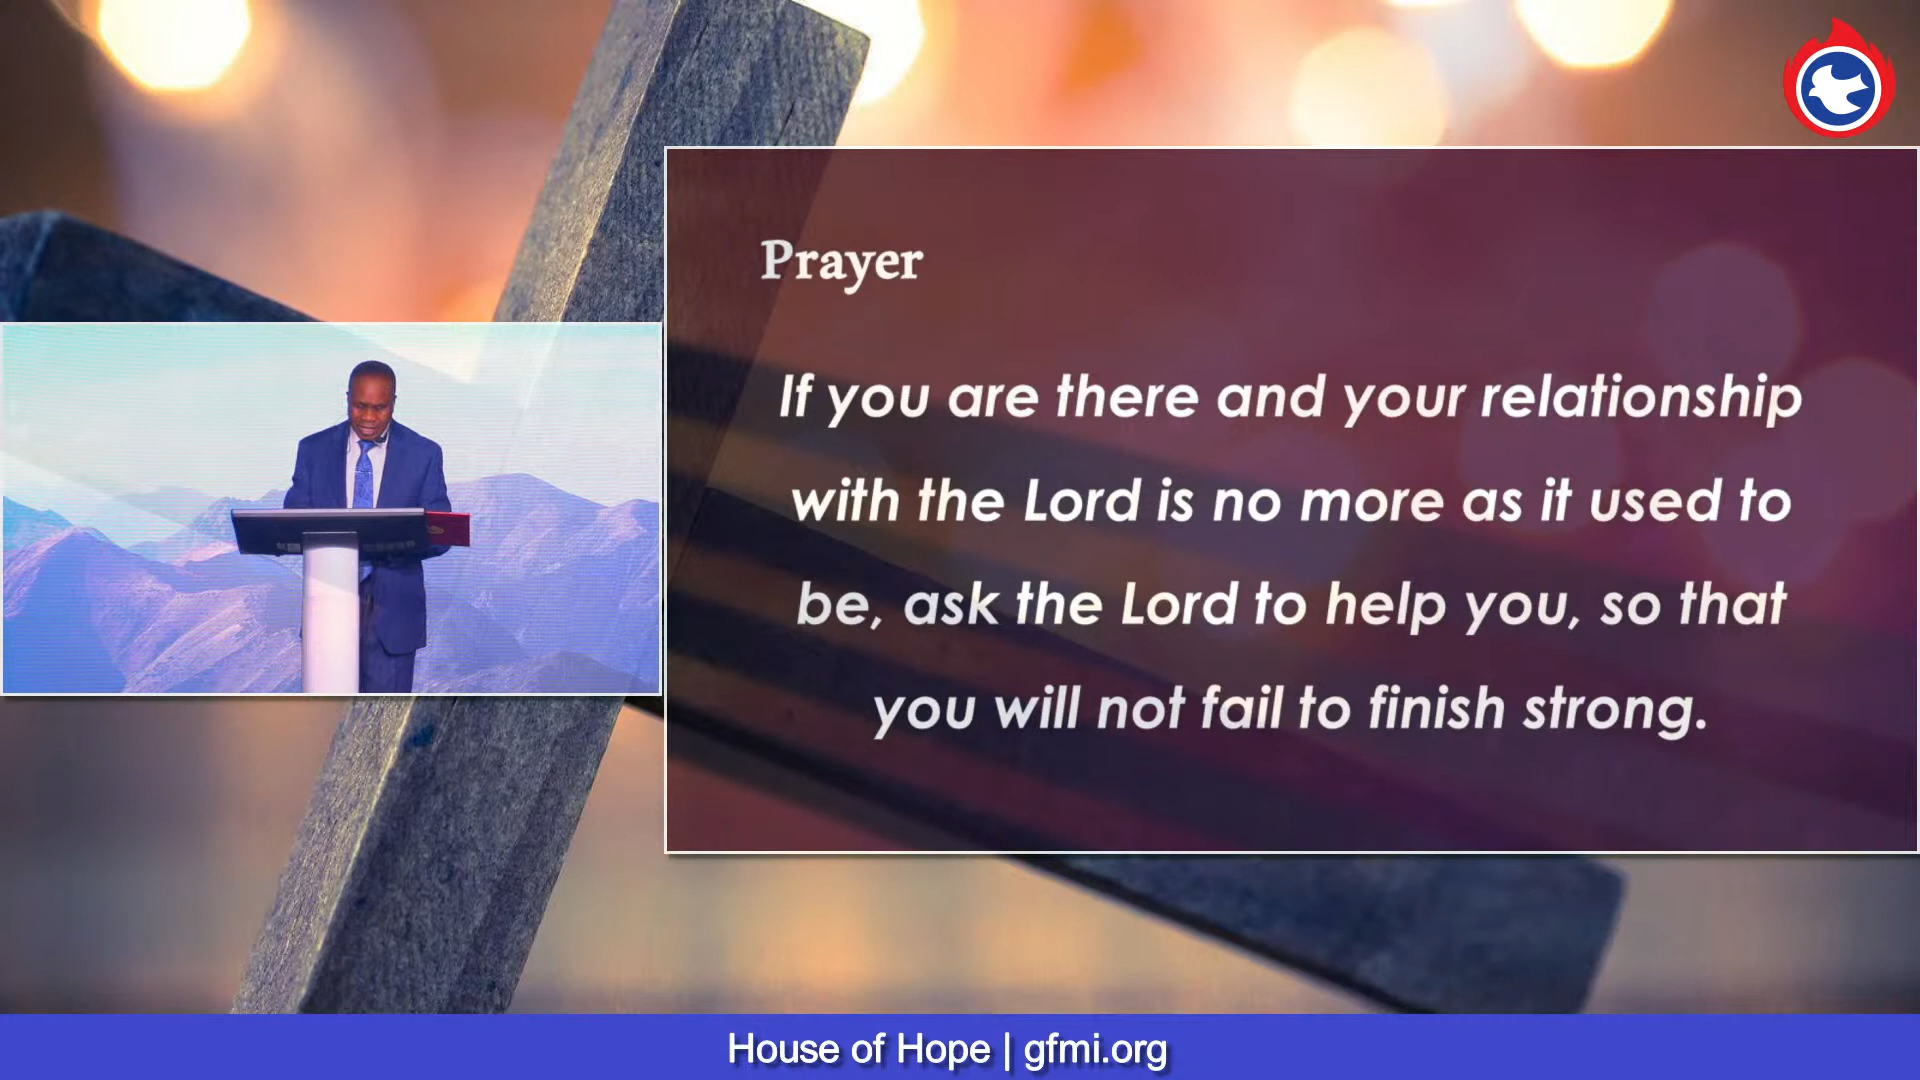 Prayer
If you are there and your relationship
with the Lord is no more as it used to
be, ask the Lord to help you, so that
you will not fail to finish strong.
House of Hope | gfmi.org